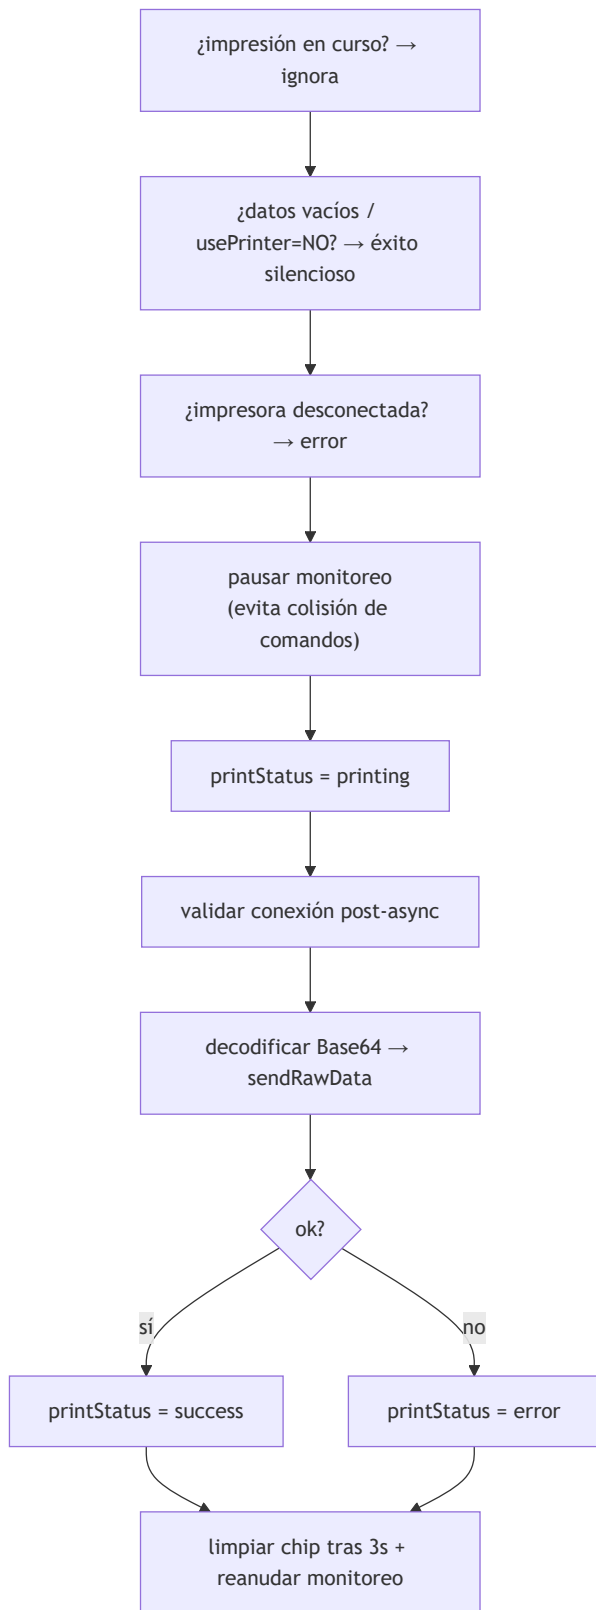 ¿impresión en curso? →
ignora
¿datos vacíos /
usePrinter=NO? → éxito
silencioso
¿impresora desconectada?
→ error
pausar monitoreo
(evita colisión de
comandos)
printStatus = printing
validar conexión post-async
decodificar Base64 →
sendRawData
ok?
sí
no
printStatus = success
printStatus = error
limpiar chip tras 3s +
reanudar monitoreo